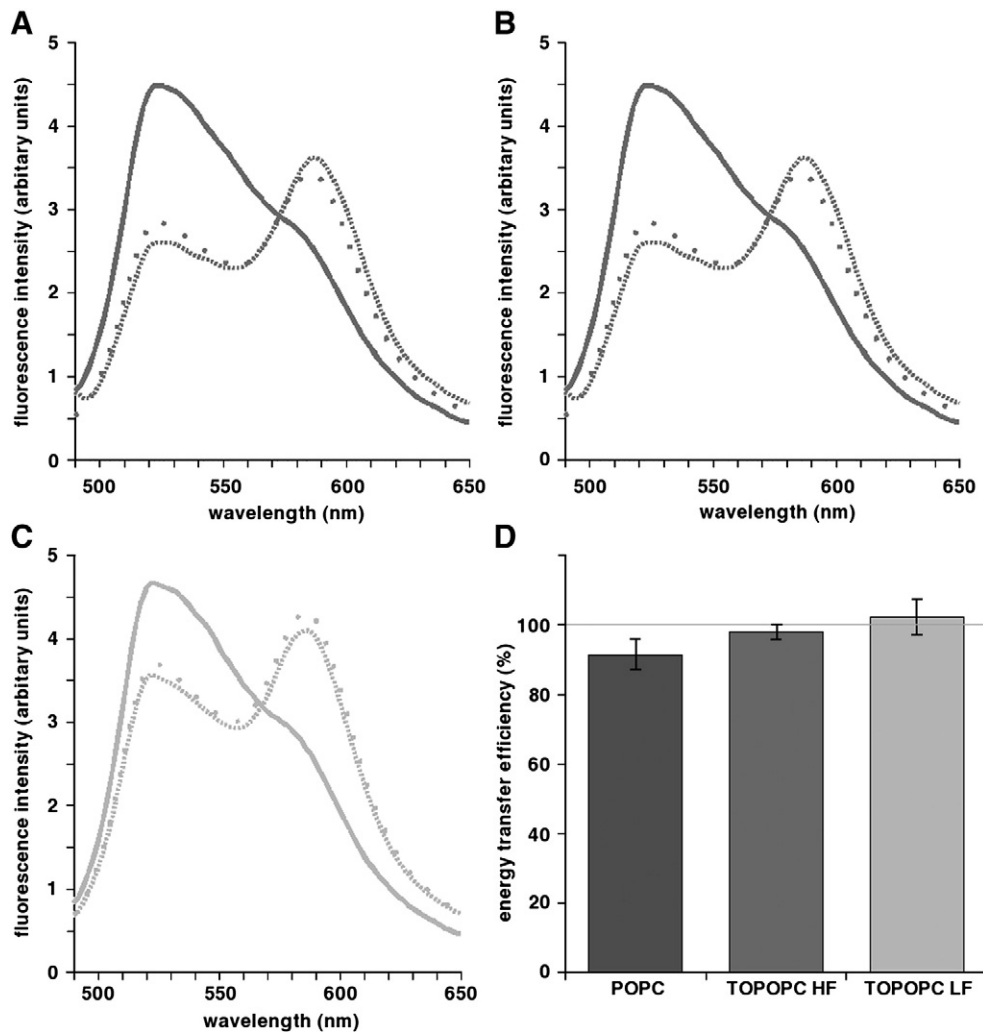 A
B
fluorescence intensity (arbitary units)
5
4
3
2
1
0
500
550
600
650
wavelength (nm)
fluorescence intensity (arbitary units)
5
4
3
2
1
0
500
550
600
650
wavelength (nm)
C
D
fluorescence intensity (arbitary units)
5
4
3
2
1
0
500
550
600
650
wavelength (nm)
energy transfer efficiency (%)
100
80
60
40
20
0
POPC
TOPOPC HF
TOPOPC LF